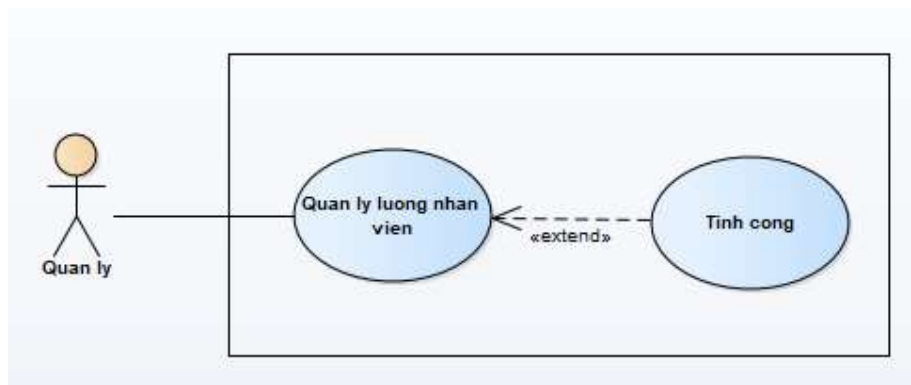 Quan ly
Quan ly luong nhan
vien
«extend»
Tinh cong